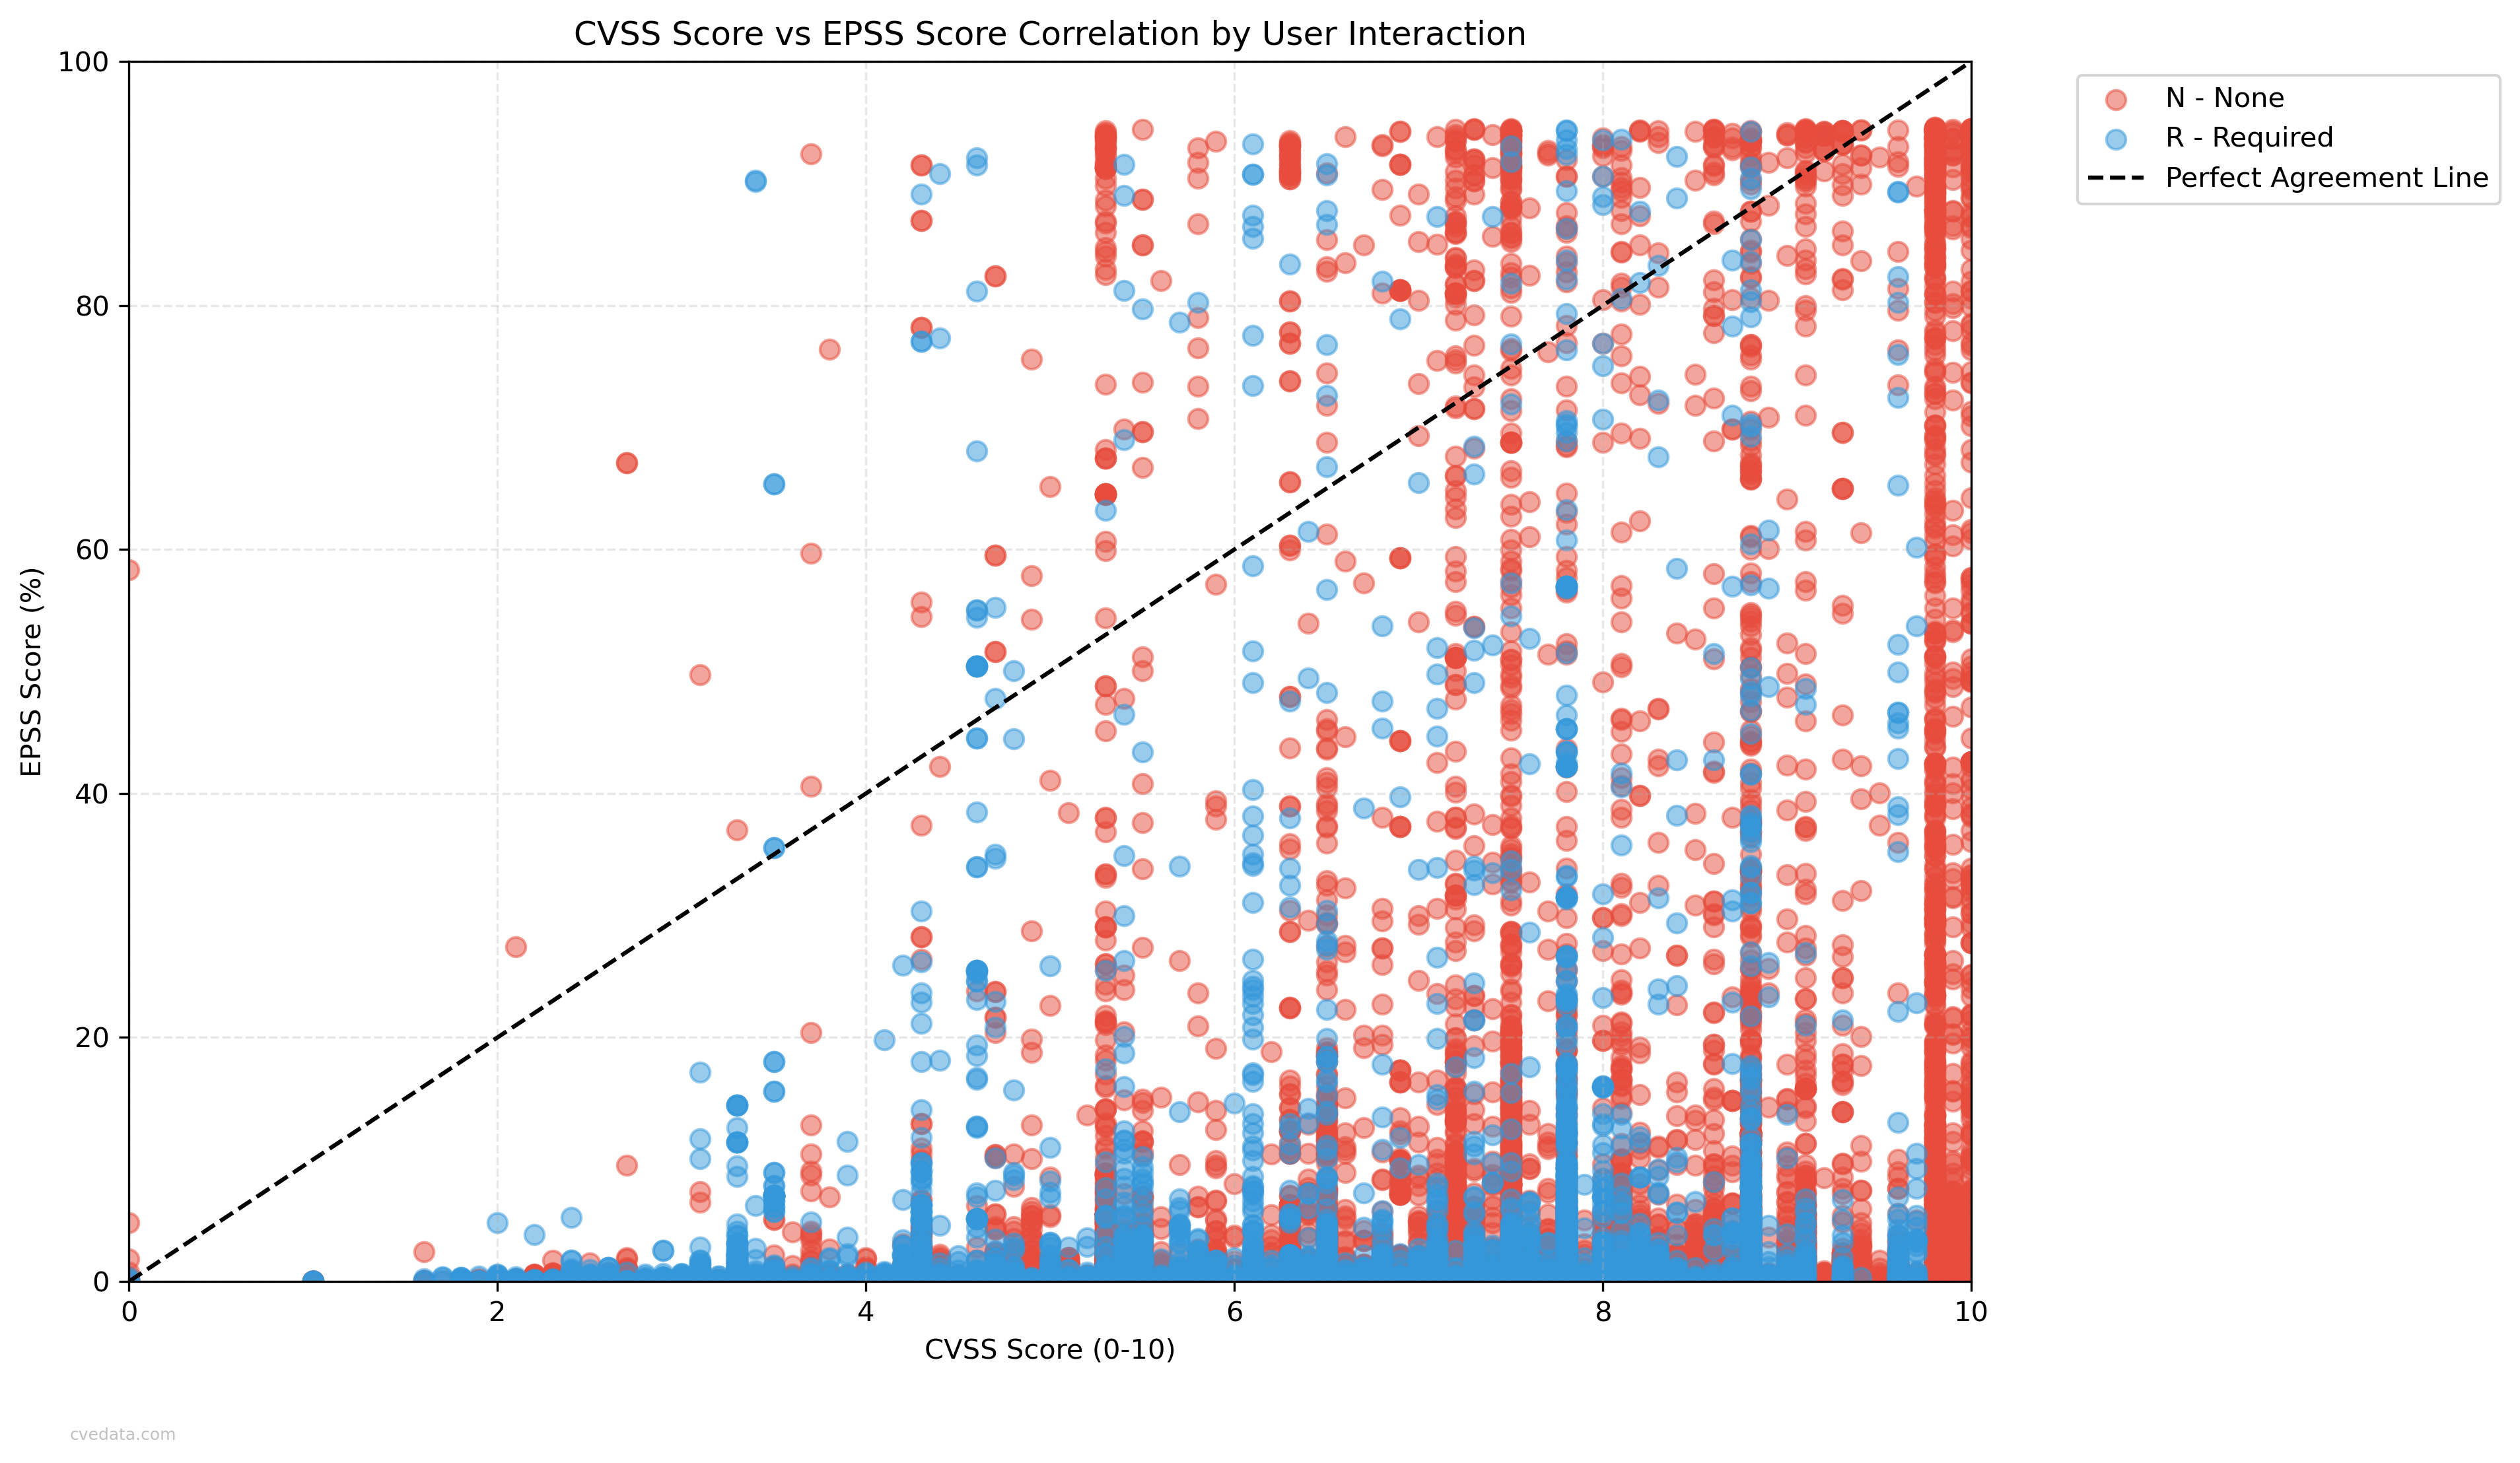 CVSS Score vs EPSS Score Correlation by User Interaction
100
80
60
40
20
0
EPSS Score (%)
0 2 4 6 8 10
CVSS Score (0-10)
N - None
R - Required
Perfect Agreement Line
cvedata.com